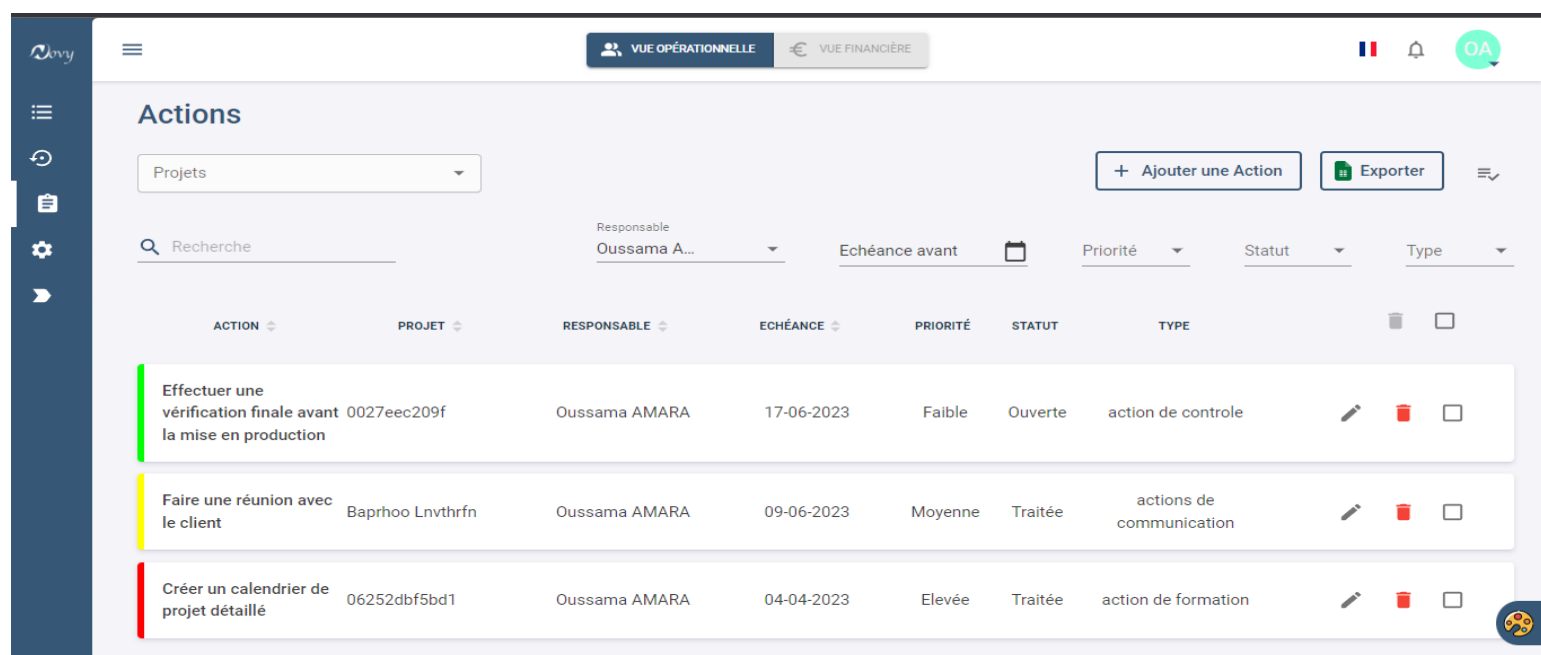 Novy
VUE OPÉRATIONNELLE
VUE FINANCIÈRE
OA
Actions
Projets
+ Ajouter une Action
Exporter
Recherche
Responsable
Oussama A...
Echéance avant
Priorité
Statut
Type
ACTION
PROJET
RESPONSABLE
ECHÉANCE
PRIORITÉ
STATUT
TYPE
Effectuer une
vérification finale avant
la mise en production
0027eec209f
Oussama AMARA
17-06-2023
Faible
Ouverte
action de controle
Faire une réunion avec
le client
Baprhoo Lnvthrfn
Oussama AMARA
09-06-2023
Moyenne
Traitée
actions de
communication
Créer un calendrier de
projet détaillé
06252dbf5bd1
Oussama AMARA
04-04-2023
Elevée
Traitée
action de formation